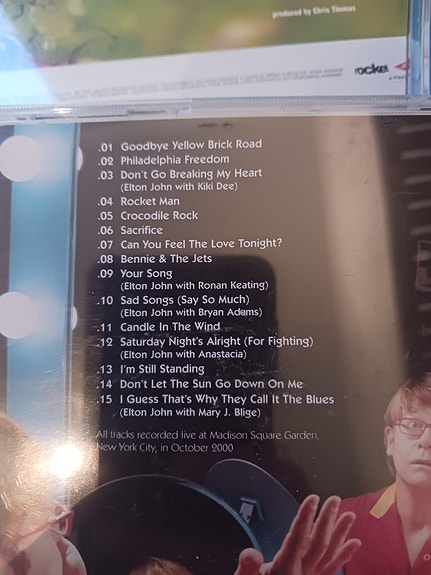 produced by Chris Thomas
rocket
.01 Goodbye Yellow Brick Road
.02 Philadelphia Freedom
.03 Don't Go Breaking My Heart
(Elton John with Kiki Dee)
.04 Rocket Man
.05 Crocodile Rock
.06 Sacrifice
.07 Can You Feel The Love Tonight?
.08 Bennie & The Jets
.09 Your Song
(Elton John with Ronan Keating)
.10 Sad Songs (Say So Much)
(Elton John with Bryan Adams)
.11 Candle In The Wind
.12 Saturday Night's Alright (For Fighting)
(Elton John with Anastacia)
.13 I'm Still Standing
.14 Don't Let The Sun Go Down On Me
.15 I Guess That's Why They Call It The Blues
(Elton John with Mary J. Blige)
All tracks recorded live at Madison Square Garden,
New York City, in October 2000